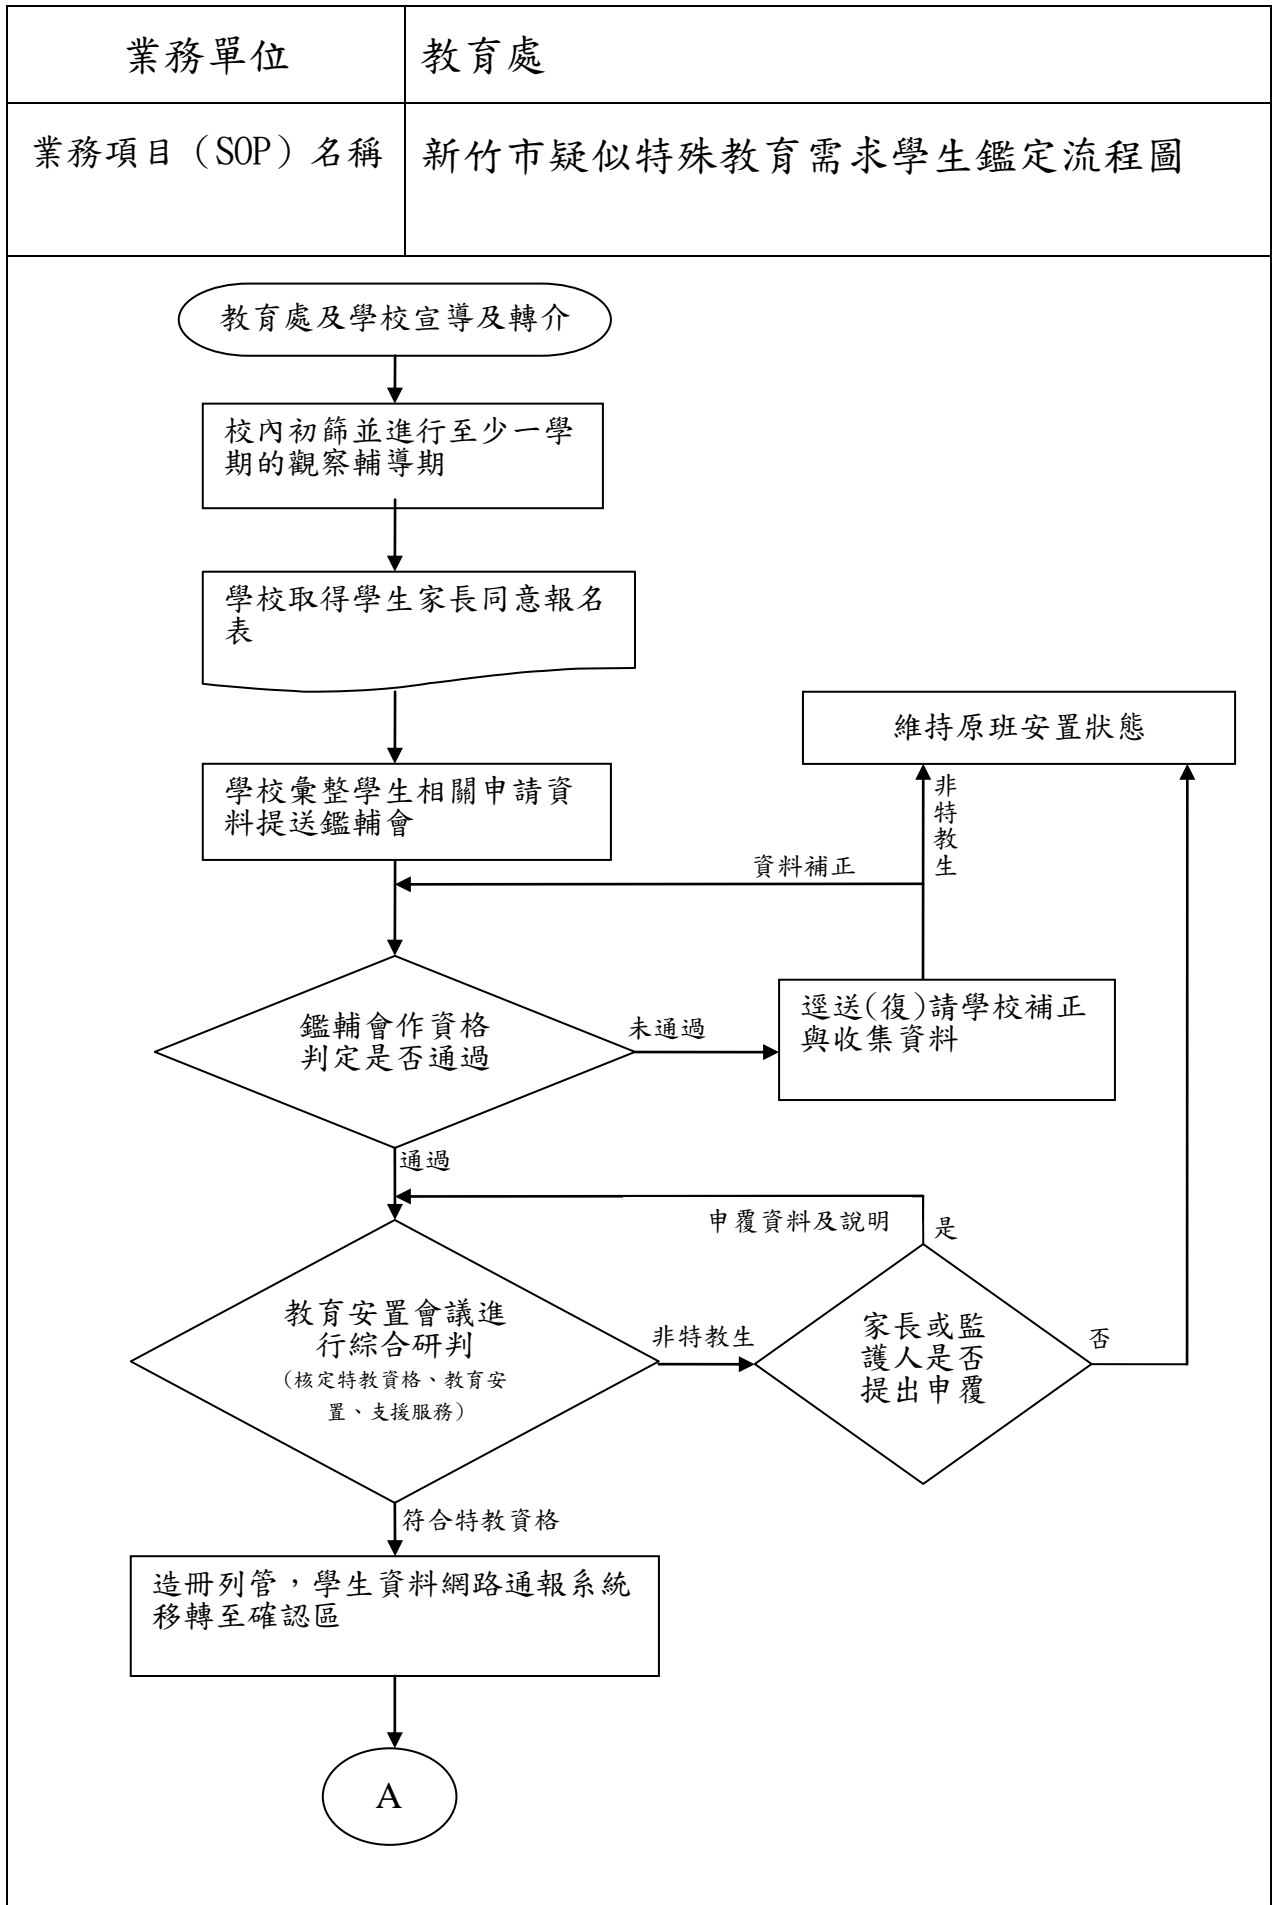 業務單位
教育處
業務項目（SOP）名稱
新竹市疑似特殊教育需求學生鑑定流程圖
教育處及學校宣導及轉介
校內初篩並進行至少一學
期的觀察輔導期
學校取得學生家長同意報名
表
維持原班安置狀態
學校彙整學生相關申請資
料提送鑑輔會
非特教生
資料補正
逕送(復)請學校補正
與收集資料
鑑輔會作資格
判定是否通過
未通過
通過
申覆資料及說明
是
教育安置會議進
行綜合研判
（核定特教資格、教育安
置、支援服務）
非特教生
家長或監
護人是否
提出申覆
否
符合特教資格
造冊列管，學生資料網路通報系統
移轉至確認區
A